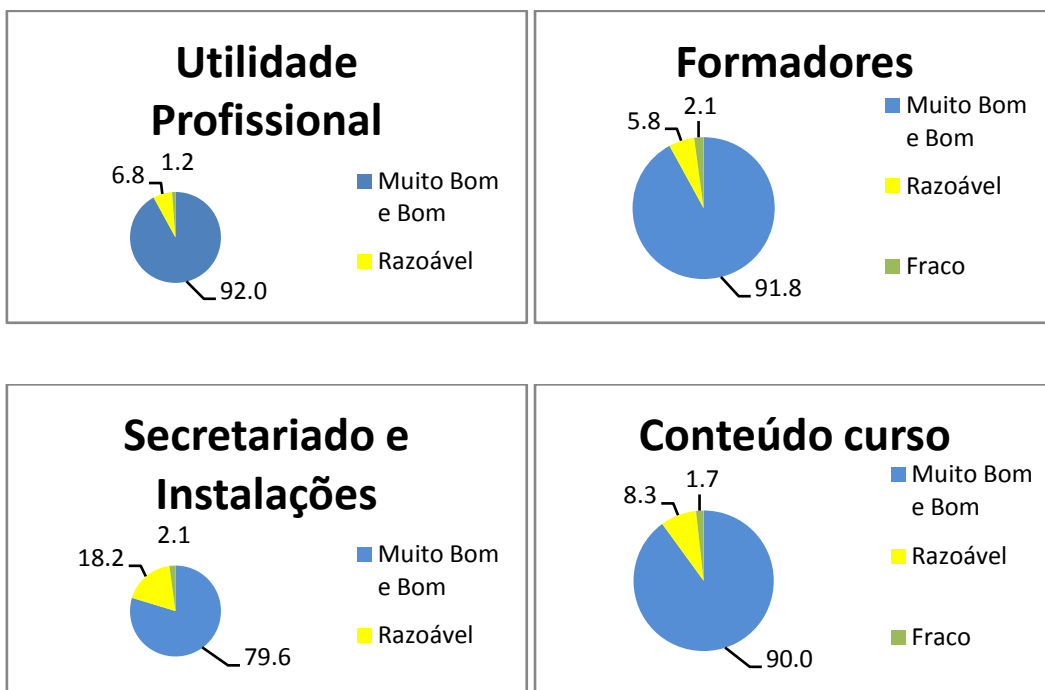 Utilidade
Profissional
6.8
1.2
92.0
Muito Bom
e Bom
Razoável
Formadores
5.8
2.1
91.8
Muito Bom
e Bom
Razoável
Fraco
Secretariado e
Instalações
18.2
2.1
79.6
Muito Bom
e Bom
Razoável
Conteúdo curso
8.3
1.7
90.0
Muito Bom
e Bom
Razoável
Fraco